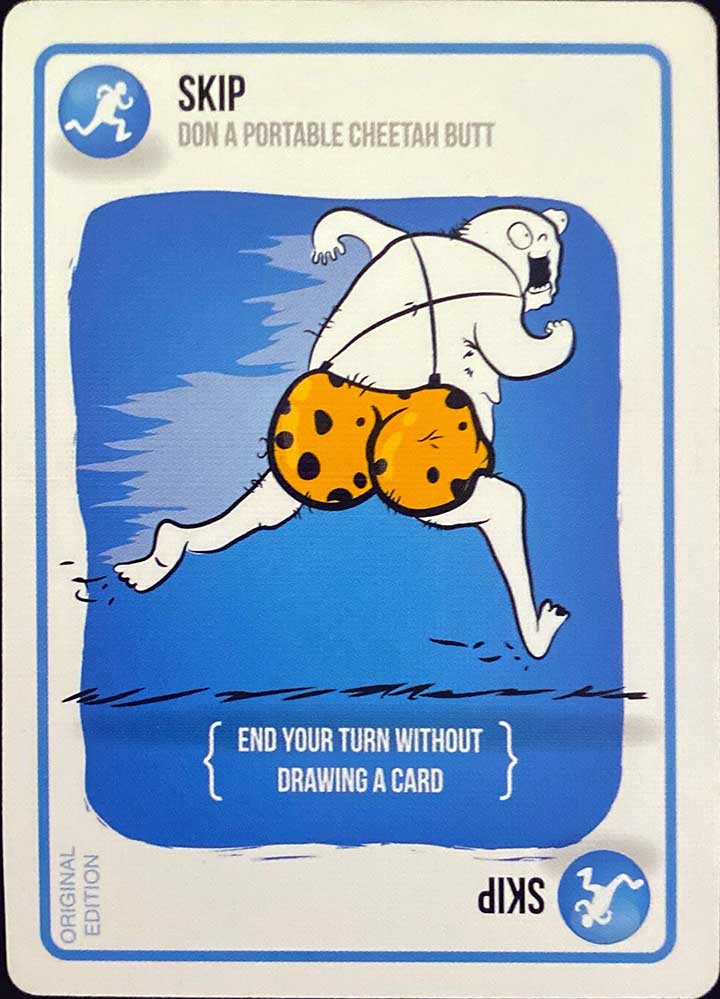 SKIP
DON A PORTABLE CHEETAH BUTT
END YOUR TURN WITHOUT
DRAWING A CARD
ORIGINAL
EDITION
SKIP